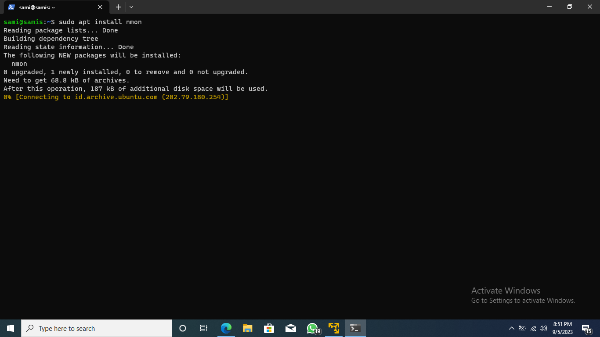 sami@samis: ~
sami@samis:~$ sudo apt install nmon
Reading package lists... Done
Building dependency tree
Reading state information... Done
The following NEW packages will be installed:
nmon
0 upgraded, 1 newly installed, 0 to remove and 0 not upgraded.
Need to get 68.8 kB of archives.
After this operation, 187 kB of additional disk space will be used.
0% [Connecting to id.archive.ubuntu.com (202.79.180.254)]
Activate Windows
Go to Settings to activate Windows.
Type here to search
8:51 PM
8/5/2023